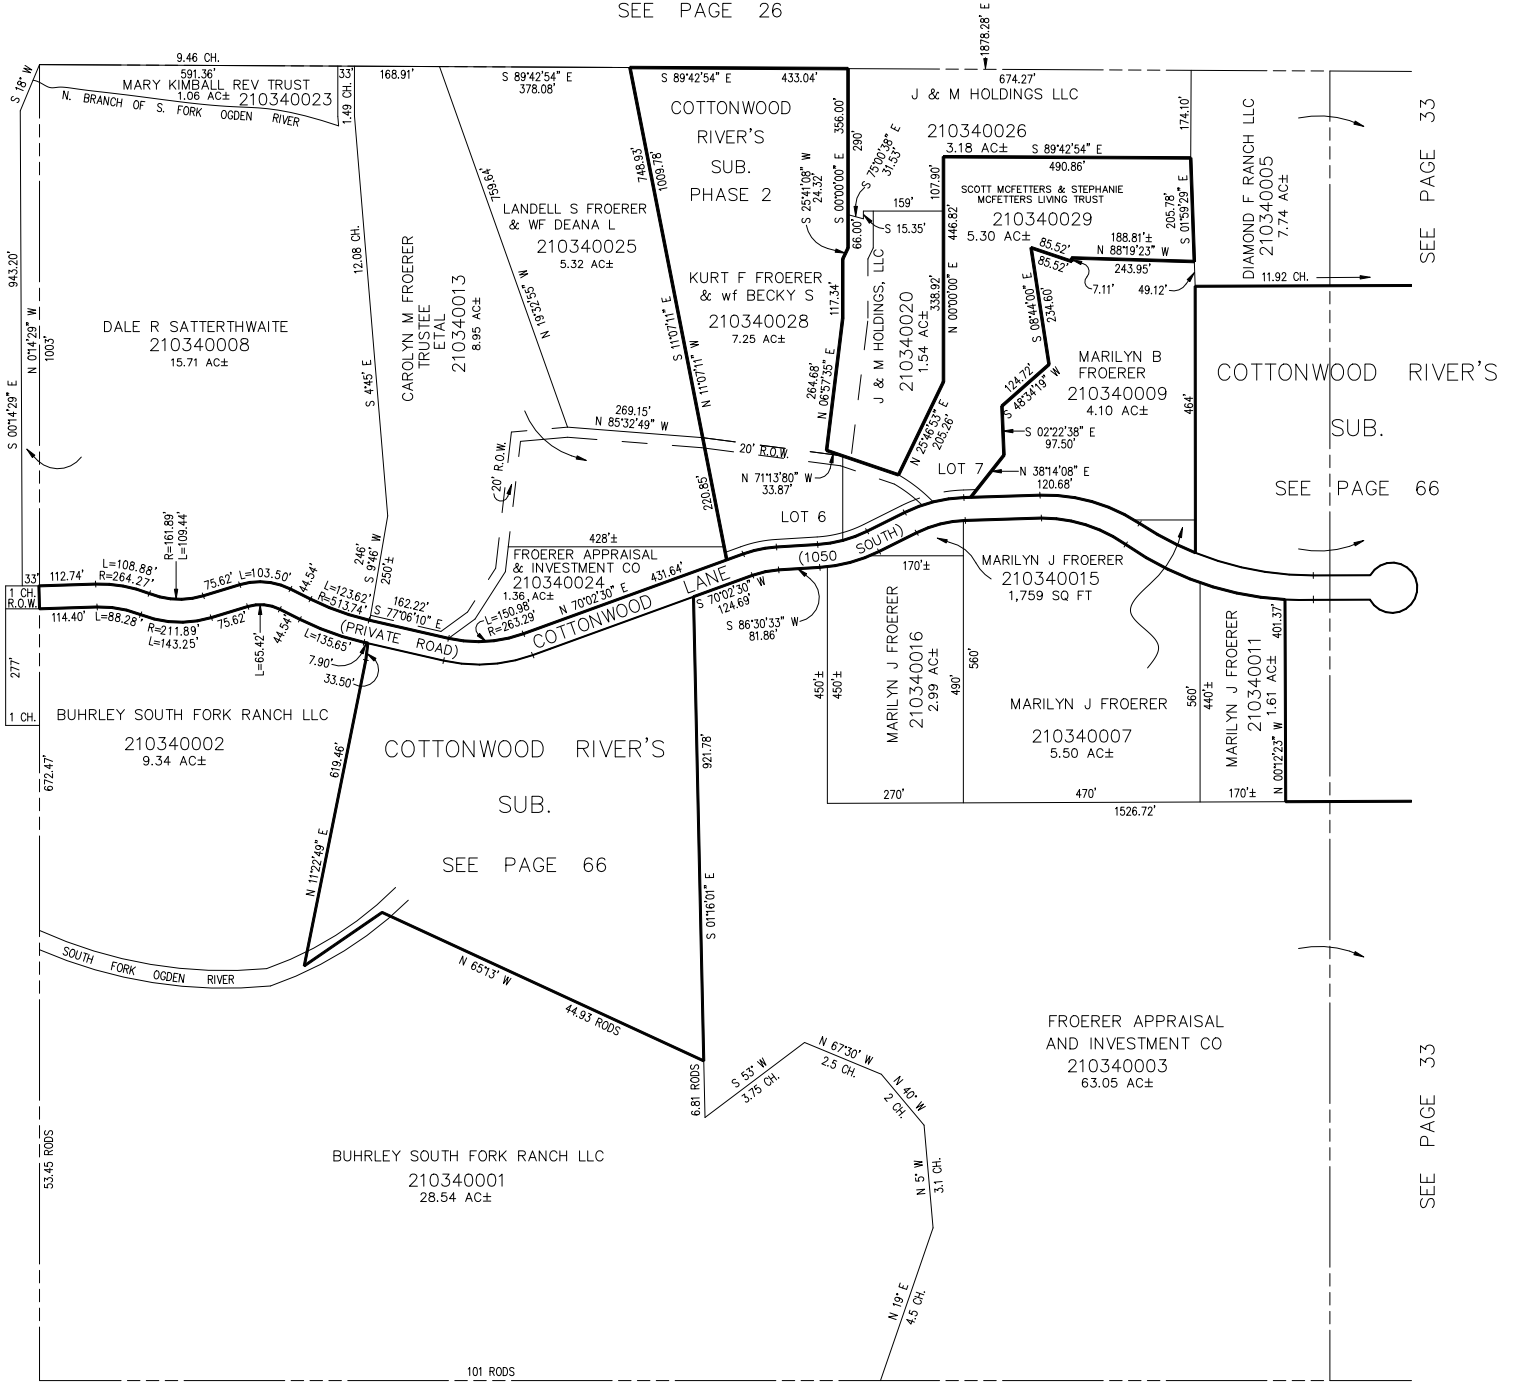 SEE PAGE 26
1878.28' E
9.46 CH.
591.36'
33'
168.91'
S 89°42'54" E
378.08'
S 89°42'54" E
433.04'
674.27'
S 18° W
MARY KIMBALL REV TRUST
1.06 AC± 210340023
N. BRANCH OF S. FORK OGDEN RIVER
1.49 CH.
COTTONWOOD
RIVER'S
SUB.
PHASE 2
356.00'
290'
S 00°00'00" E
S 25°41'08" W
24.32'
S 75°00'38" E
31.53'
J & M HOLDINGS LLC
210340026
3.18 AC±
S 89°42'54" E
490.86'
174.10'
107.90'
159'
S 15.35'
66.00'
446.82'
SCOTT MCFETTERS & STEPHANIE
MCFETTERS LIVING TRUST
210340029
5.30 AC±
188.81'±
N 88°19'23" W
243.95'
205.78'
S 01°59'29" E
85.52'
85.52'
7.11'
49.12'
DIAMOND F RANCH LLC
210340005
7.74 AC±
11.92 CH.
SEE PAGE 33
943.20'
S 00°14'29" E
N 0°14'29" W
1003'
DALE R SATTERTHWAITE
210340008
15.71 AC±
12.08 CH.
S 4°45' E
CAROLYN M FROERER
TRUSTEE
ETAL
210340013
8.95 AC±
759.64'
N 19°32'55" W
LANDELL S FROERER
& WF DEANA L
210340025
5.32 AC±
748.93'
1009.78'
S 11°07'11" E
N 11°07'11" W
KURT F FROERER
& wf BECKY S
210340028
7.25 AC±
117.34'
264.68'
N 06°57'35" E
J & M HOLDINGS, LLC
210340020
1.54 AC±
338.92'
N 00°00'00" E
S 08°44'00" E
234.60'
124.72'
S 48°34'19" W
MARILYN B
FROERER
210340009
4.10 AC±
464'
COTTONWOOD RIVER'S
SUB.
SEE PAGE 66
269.15'
N 85°32'49" W
20' R.O.W.
20' R.O.W.
N 25°46'53" E
205.26'
S 02°22'38" E
97.50'
N 71°13'80" W
33.87'
LOT 7
N 38°14'08" E
120.68'
220.85'
LOT 6
428'±
FROERER APPRAISAL
& INVESTMENT CO
210340024
1.36 AC±
246'
S 9°46' W
250'±
(1050 SOUTH)
170'±
MARILYN J FROERER
210340015
1,759 SQ FT
33'
1 CH.
R.O.W.
112.74'
L=108.88'
R=264.27'
R=161.89'
L=109.44'
75.62'
L=103.50'
44.54'
L=123.62'
R=513.74'
162.22'
S 77°06'10" E
L=150.98'
R=263.29'
N 70°02'30" E
431.64'
COTTONWOOD LANE
(PRIVATE ROAD)
S 70°02'30" W
124.69'
S 86°30'33" W
81.86'
114.40'
L=88.28'
R=211.89'
L=143.25'
75.62'
L=65.42'
44.54'
L=135.65'
7.90'
33.50'
277'
1 CH.
BUHRLEY SOUTH FORK RANCH LLC
210340002
9.34 AC±
672.47'
619.46'
N 11°22'49" E
COTTONWOOD RIVER'S
SUB.
SEE PAGE 66
921.78'
S 01°16'01" E
450'±
450'±
MARILYN J FROERER
210340016
2.99 AC±
490'
560'
270'
MARILYN J FROERER
210340007
5.50 AC±
470'
560'
440'±
MARILYN J FROERER
210340011
1.61 AC±
401.37'
N 00°12'23" W
170'±
1526.72'
SOUTH FORK OGDEN RIVER
N 65°13' W
44.93 RODS
6.81 RODS
S 53° W
3.75 CH.
N 67°30' W
2.5 CH.
N 40° W
2 CH.
N 5° W
3.1 CH.
N 19° E
4.5 CH.
FROERER APPRAISAL
AND INVESTMENT CO
210340003
63.05 AC±
SEE PAGE 33
53.45 RODS
BUHRLEY SOUTH FORK RANCH LLC
210340001
28.54 AC±
101 RODS